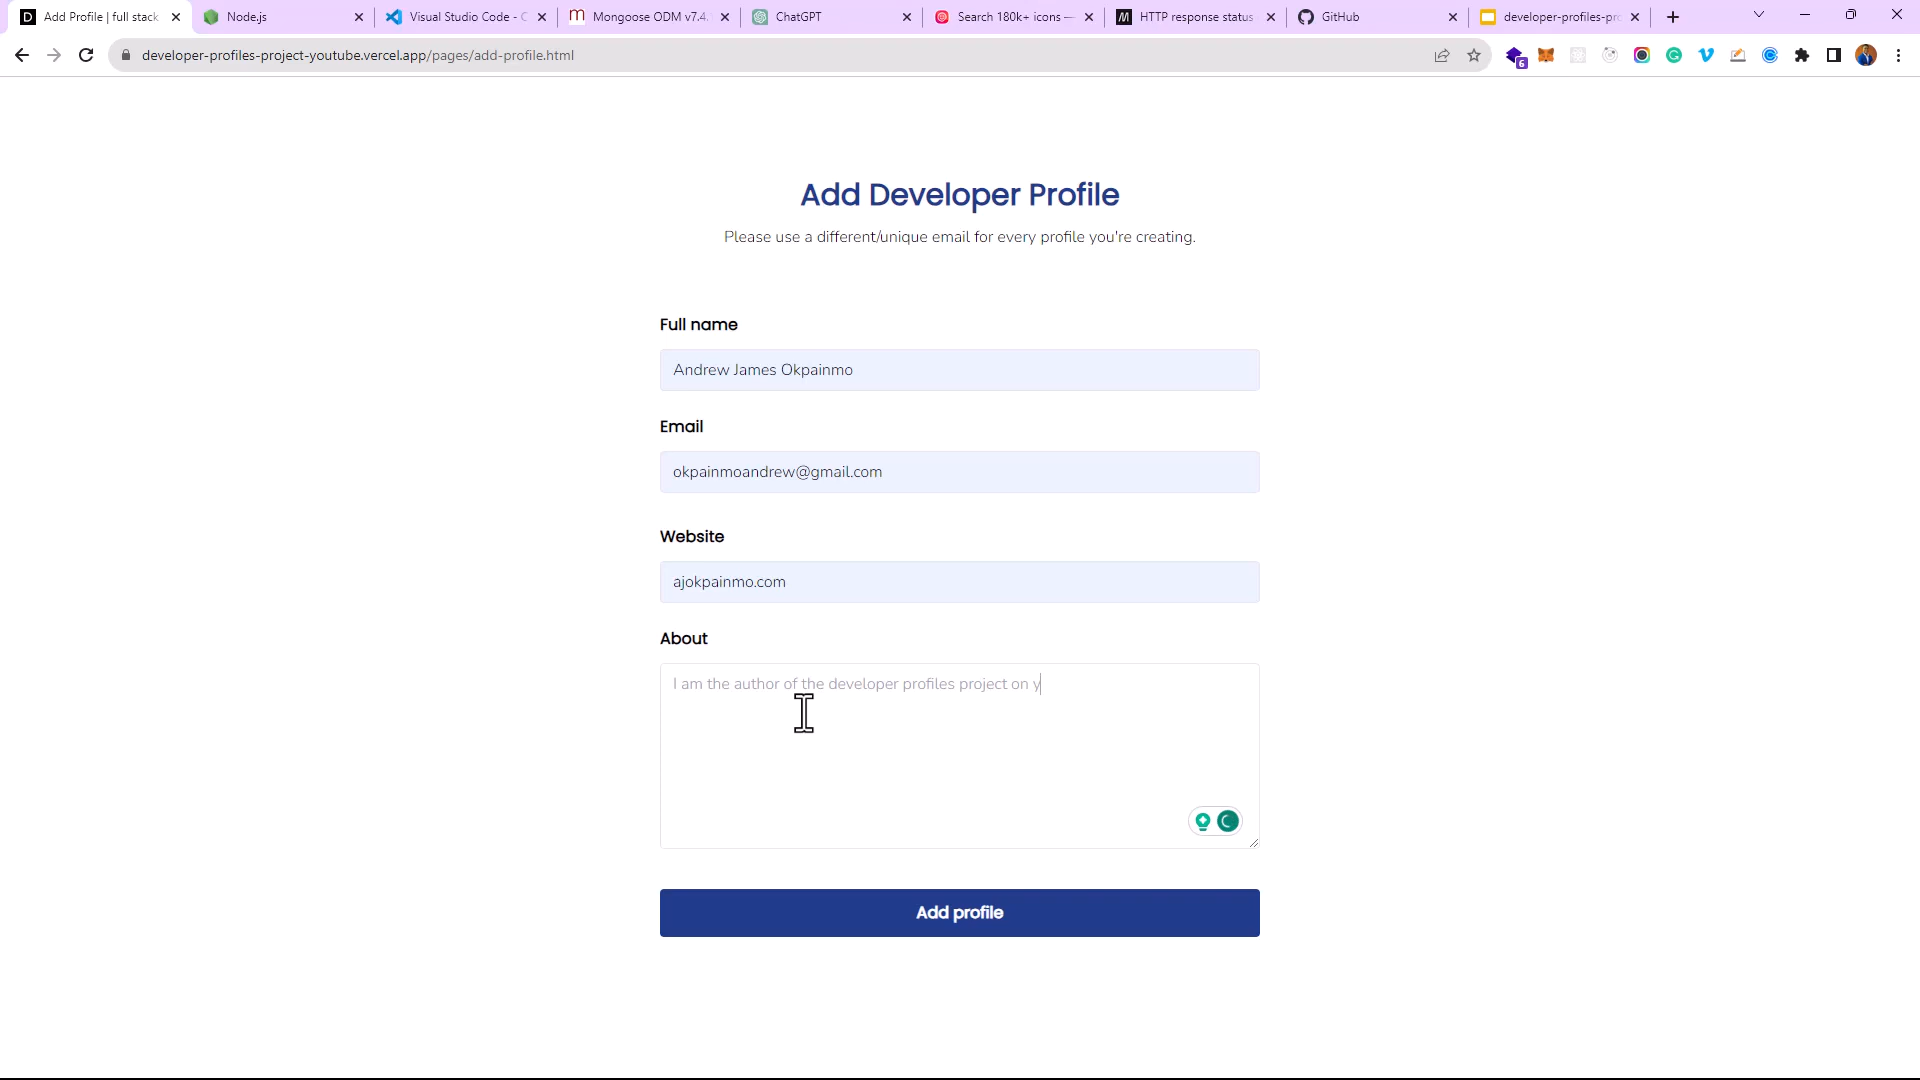 D Add Profile | full stack
Node.js
Visual Studio Code - C
Mongoose ODM v7.4.
ChatGPT
Search 180k+ icons —
HTTP response status
GitHub
developer-profiles-pro
developer-profiles-project-youtube.vercel.app/pages/add-profile.html
6
Add Developer Profile
Please use a different/unique email for every profile you're creating.
Full name
Andrew James Okpainmo
Email
okpainmoandrew@gmail.com
Website
ajokpainmo.com
About
I am the author of the developer profiles project on y
Add profile